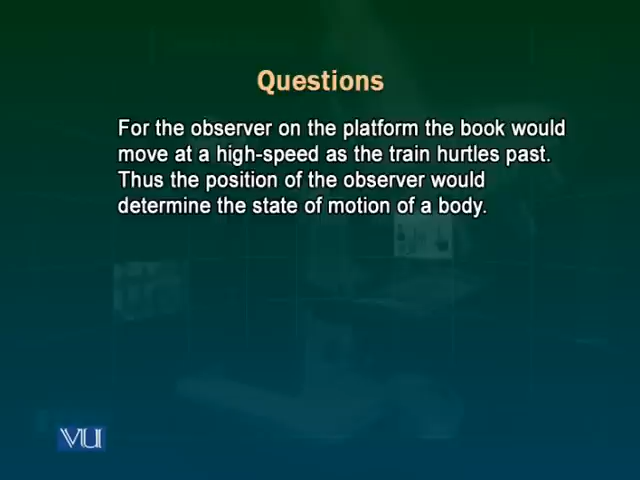 Questions
For the observer on the platform the book would
move at a high-speed as the train hurtles past.
Thus the position of the observer would
determine the state of motion of a body.
VU